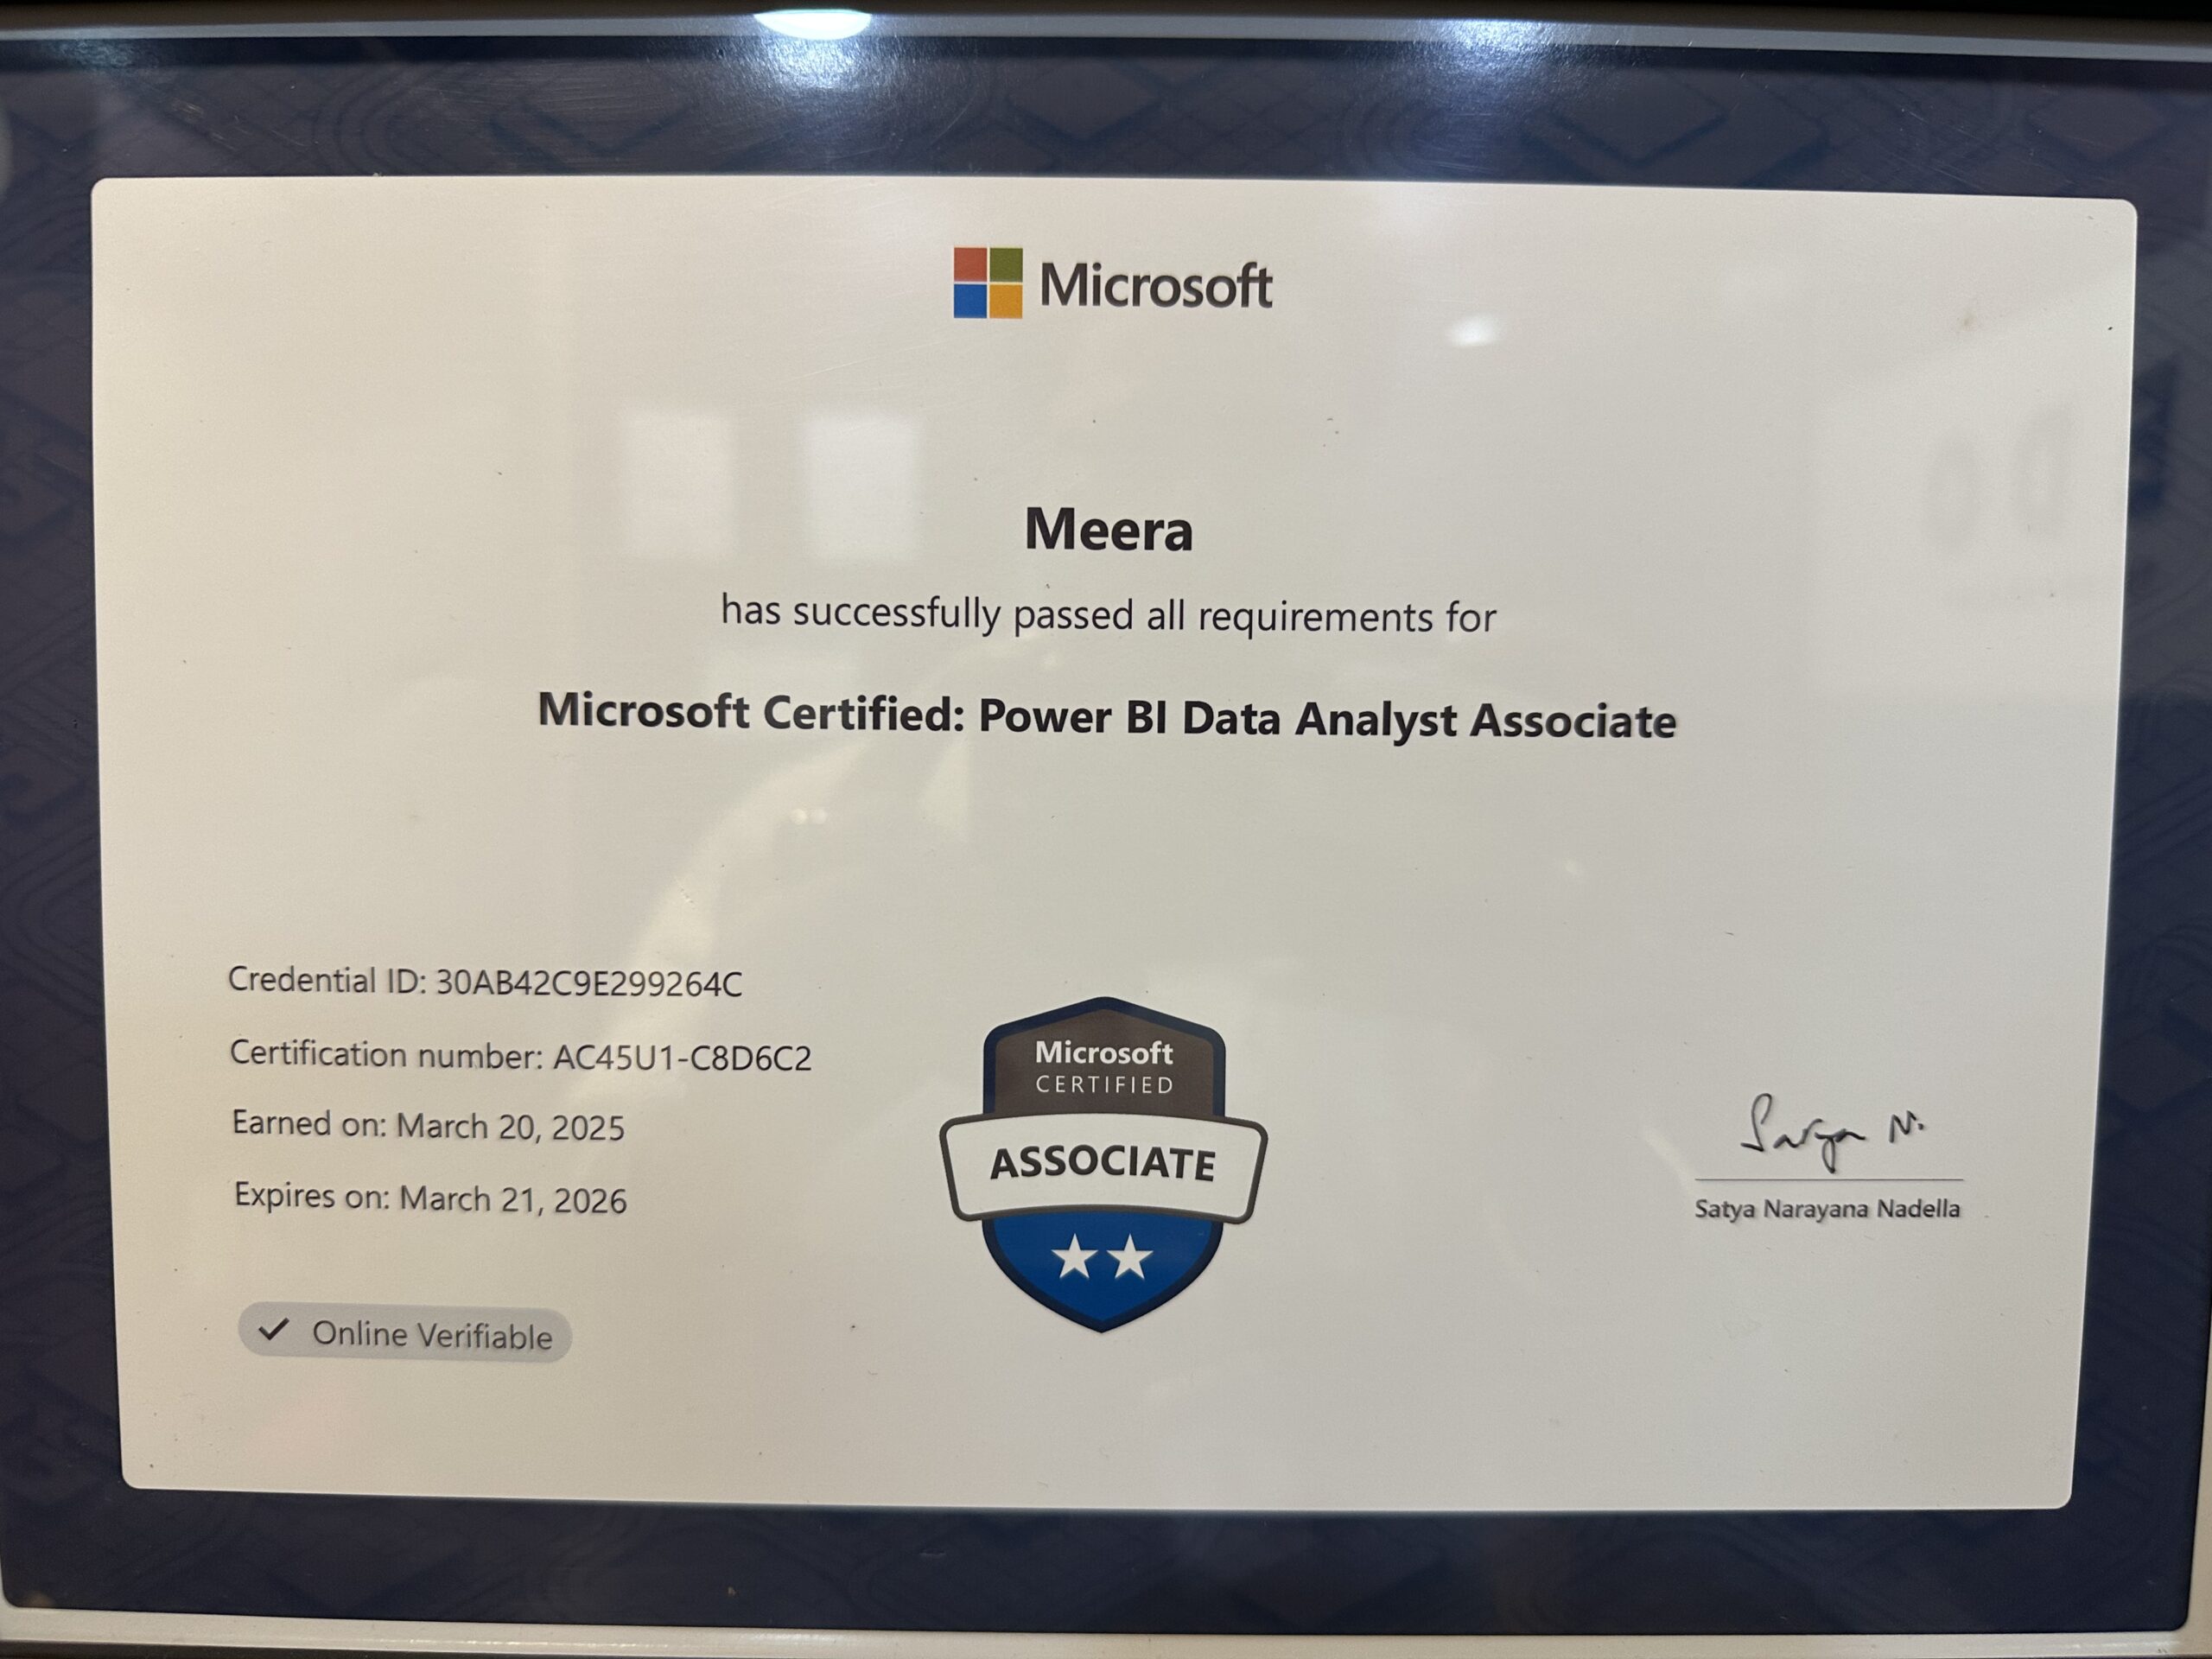 Microsoft
Meera
has successfully passed all requirements for
Microsoft Certified: Power BI Data Analyst Associate
Credential ID: 30AB42C9E299264C
Certification number: AC45U1-C8D6C2
Earned on: March 20, 2025
Expires on: March 21, 2026
Online Verifiable
Microsoft
CERTIFIED
ASSOCIATE
Satya N.
Satya Narayana Nadella